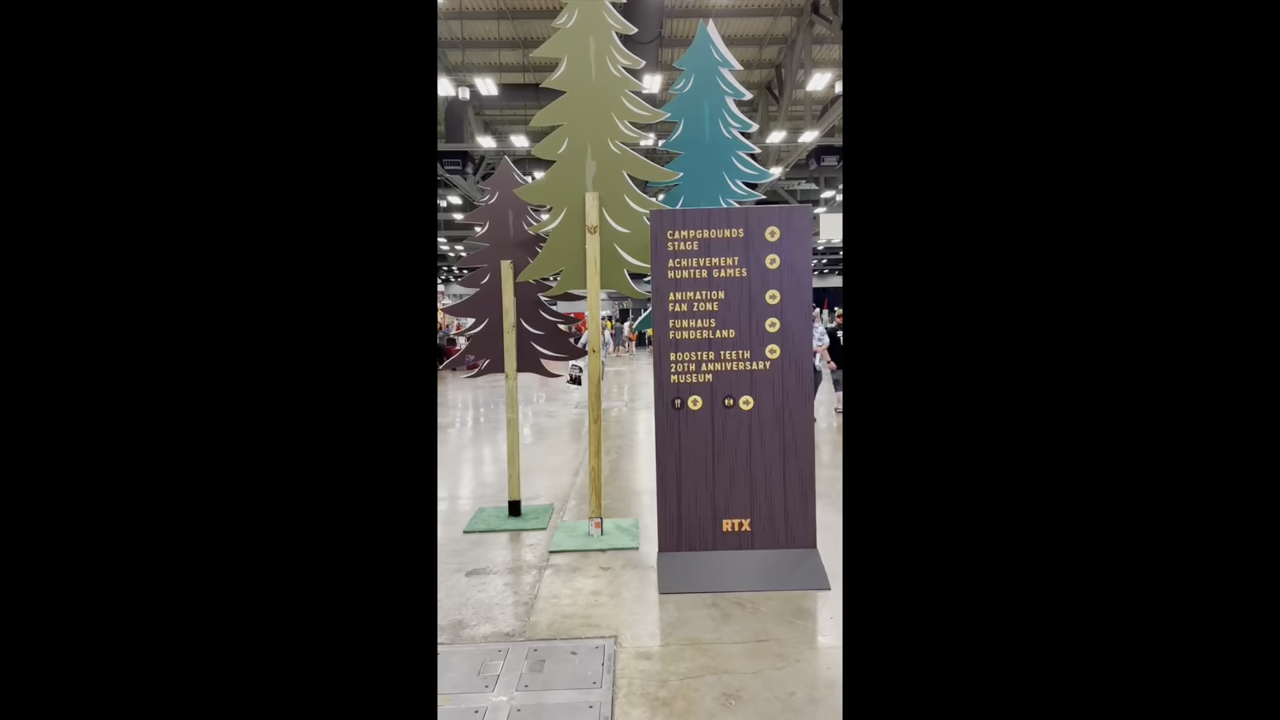 CAMPGROUNDS
STAGE
ACHIEVEMENT
HUNTER GAMES
ANIMATION
FAN ZONE
FUNHAUS
FUNDERLAND
ROOSTER TEETH
20TH ANNIVERSARY
MUSEUM
RTX